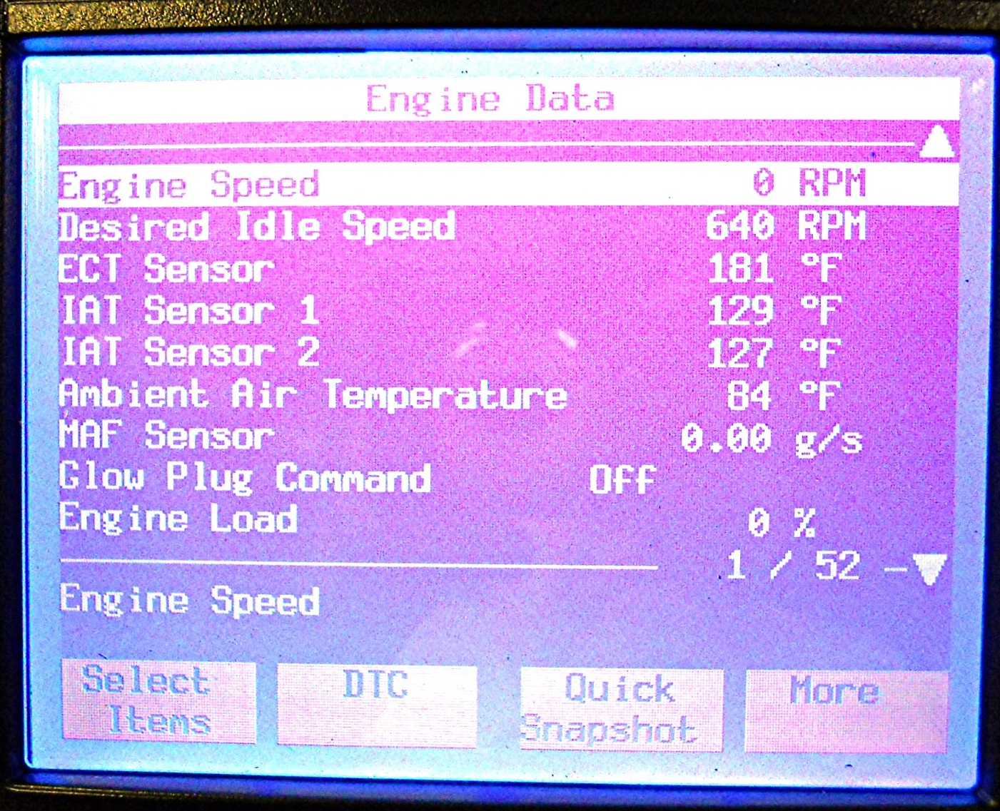 Engine Data
Engine Speed 0 RPM
Desired Idle Speed 640 RPM
ECT Sensor 181 °F
IAT Sensor 1 129 °F
IAT Sensor 2 127 °F
Ambient Air Temperature 84 °F
MAF Sensor 0.00 g/s
Glow Plug Command Off
Engine Load 0 %
1 / 52
Engine Speed
Select Items
DTC
Quick Snapshot
More